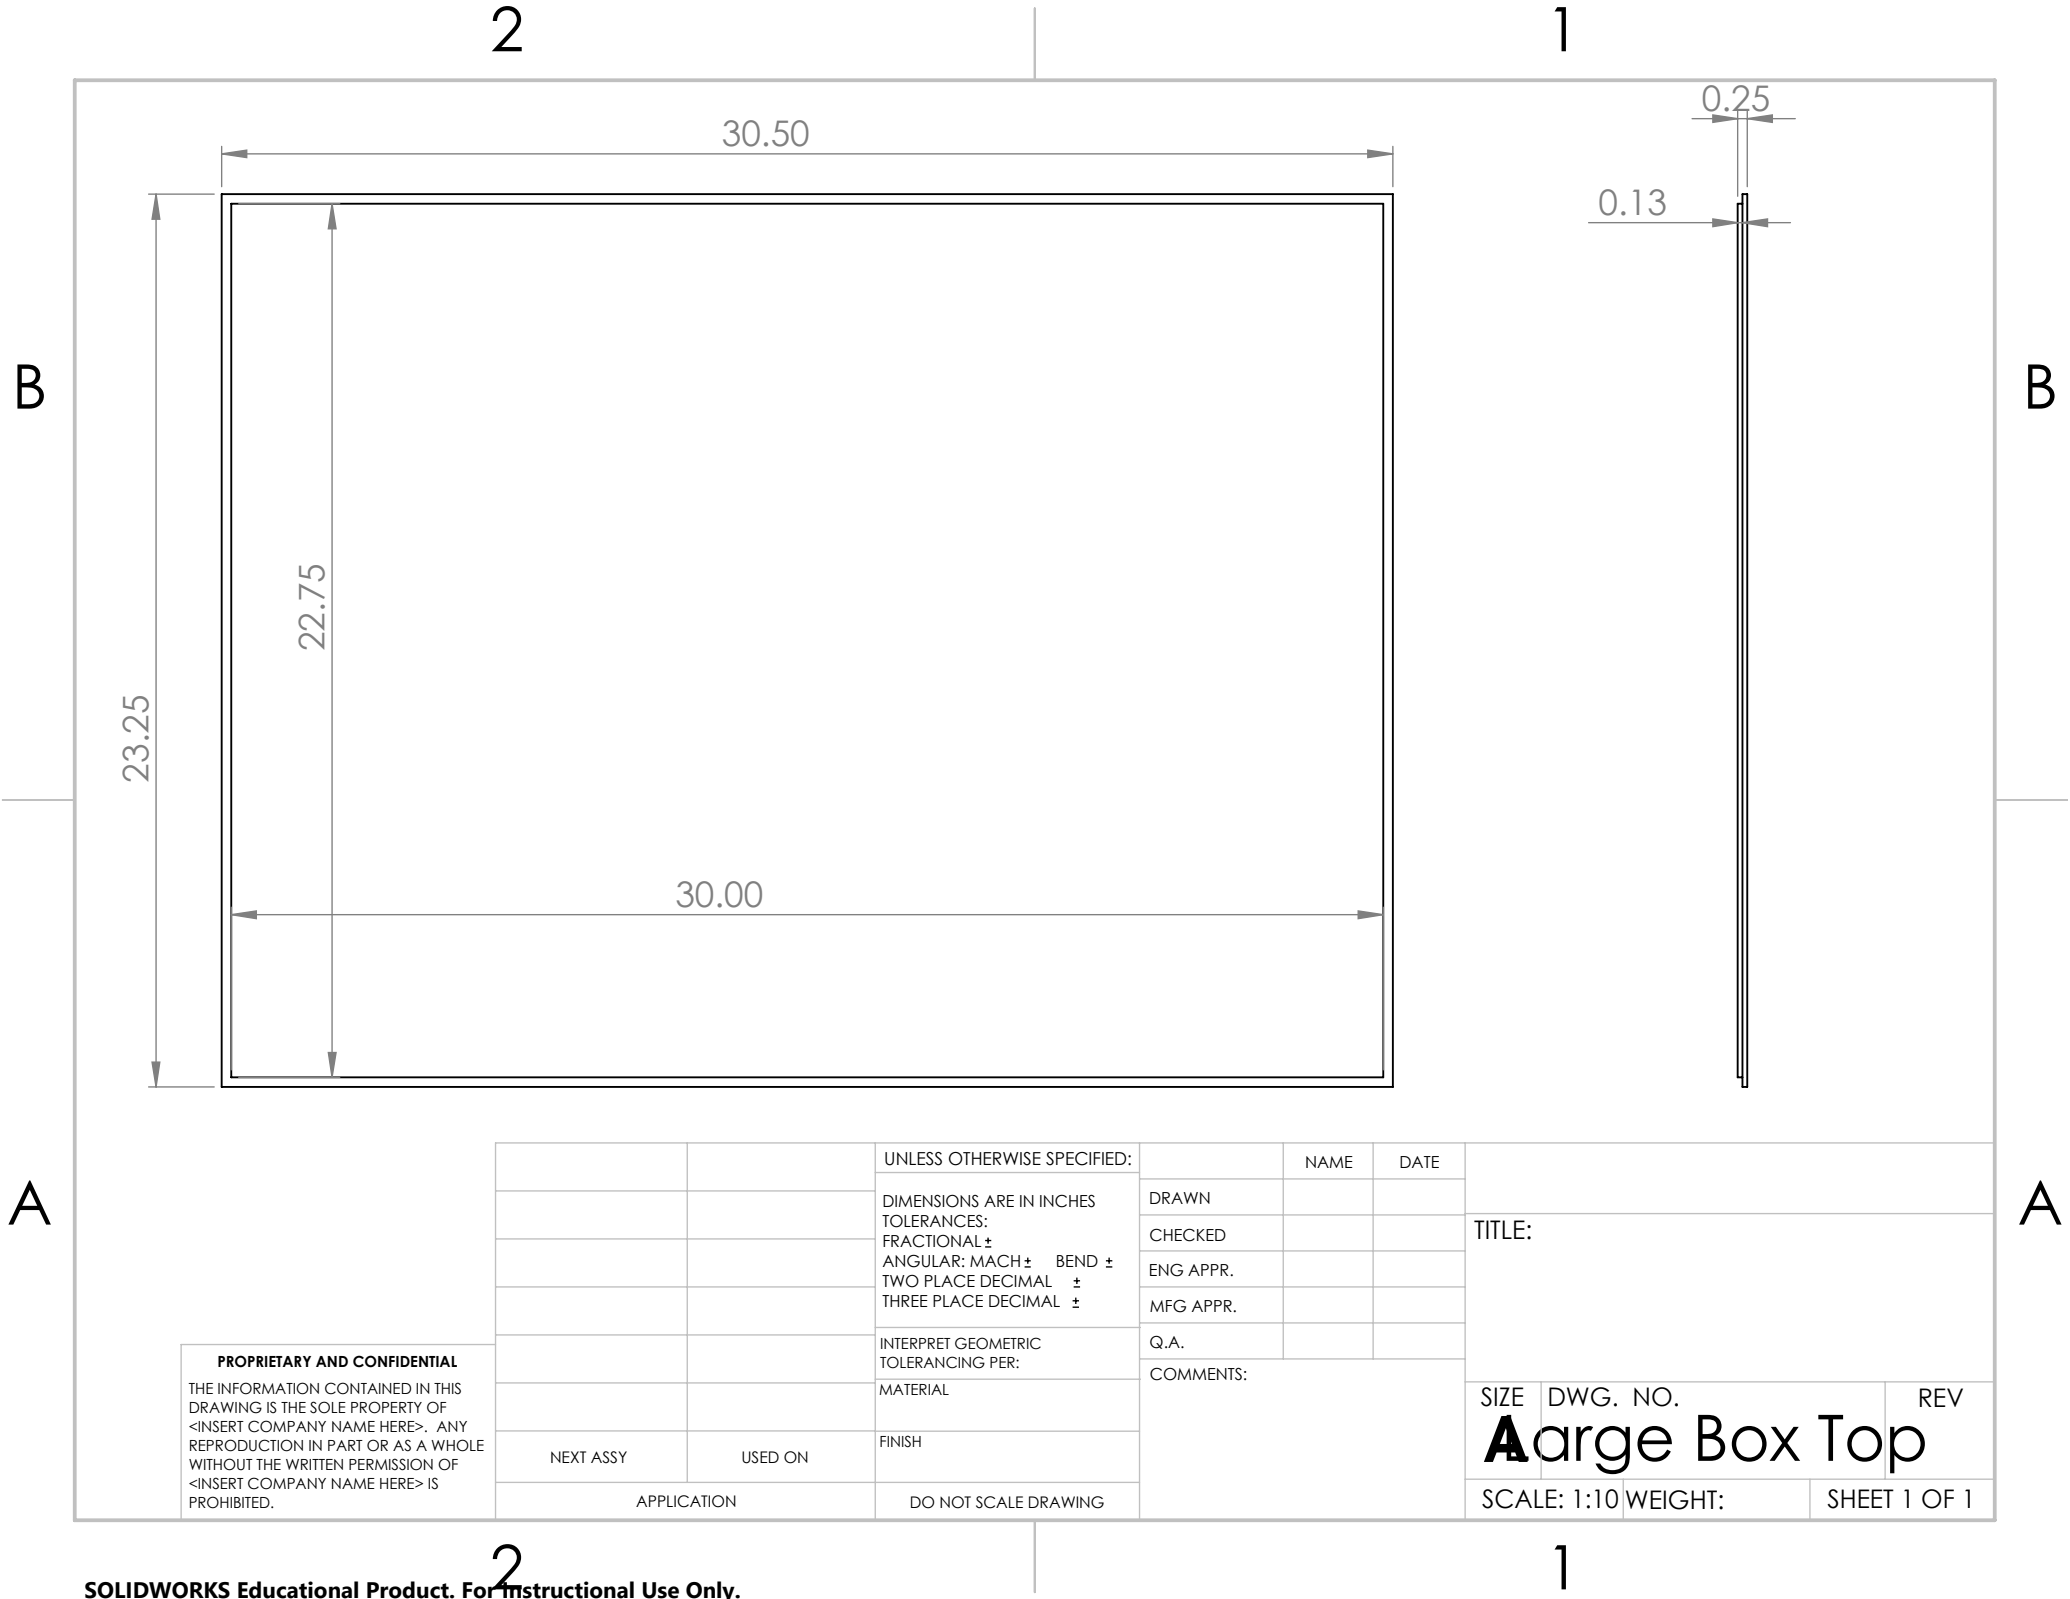 2
1
0.25
30.50
0.13
B
B
22.75
23.25
30.00
A
A
UNLESS OTHERWISE SPECIFIED:
DIMENSIONS ARE IN INCHES
TOLERANCES:
FRACTIONAL ±
ANGULAR: MACH ± BEND ±
TWO PLACE DECIMAL ±
THREE PLACE DECIMAL ±
INTERPRET GEOMETRIC
TOLERANCING PER:
MATERIAL
FINISH
DO NOT SCALE DRAWING
NAME DATE
DRAWN
CHECKED
ENG APPR.
MFG APPR.
Q.A.
COMMENTS:
TITLE:
SIZE DWG. NO. REV
A Large Box Top
SCALE: 1:10 WEIGHT: SHEET 1 OF 1
PROPRIETARY AND CONFIDENTIAL
THE INFORMATION CONTAINED IN THIS
DRAWING IS THE SOLE PROPERTY OF
<INSERT COMPANY NAME HERE>. ANY
REPRODUCTION IN PART OR AS A WHOLE
WITHOUT THE WRITTEN PERMISSION OF
<INSERT COMPANY NAME HERE> IS
PROHIBITED.
NEXT ASSY USED ON
APPLICATION
2
1
SOLIDWORKS Educational Product. For Instructional Use Only.